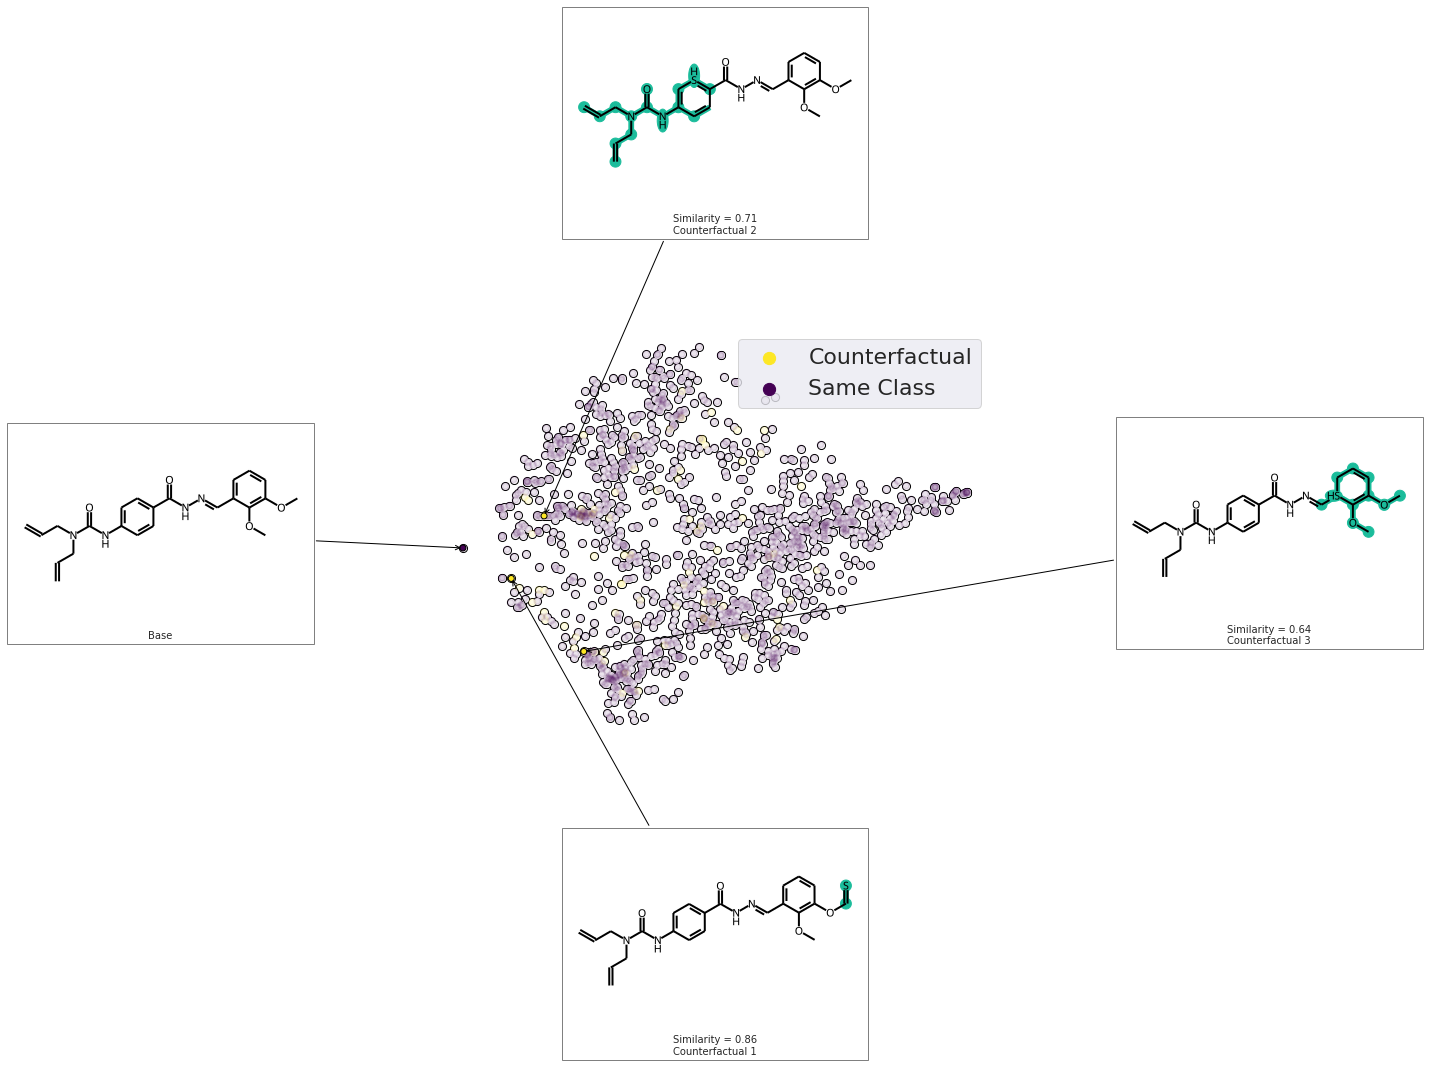 H
S
O
N
O
O
N
N
H
N
H
O
Similarity = 0.71
Counterfactual 2
Counterfactual
Same Class
O
O
N
O
N
H
N
N
H
O
Base
O
HS
N
O
O
N
H
O
N
N
H
Similarity = 0.64
Counterfactual 3
O
S
N
O
O
N
H
O
N
N
H
Similarity = 0.86
Counterfactual 1